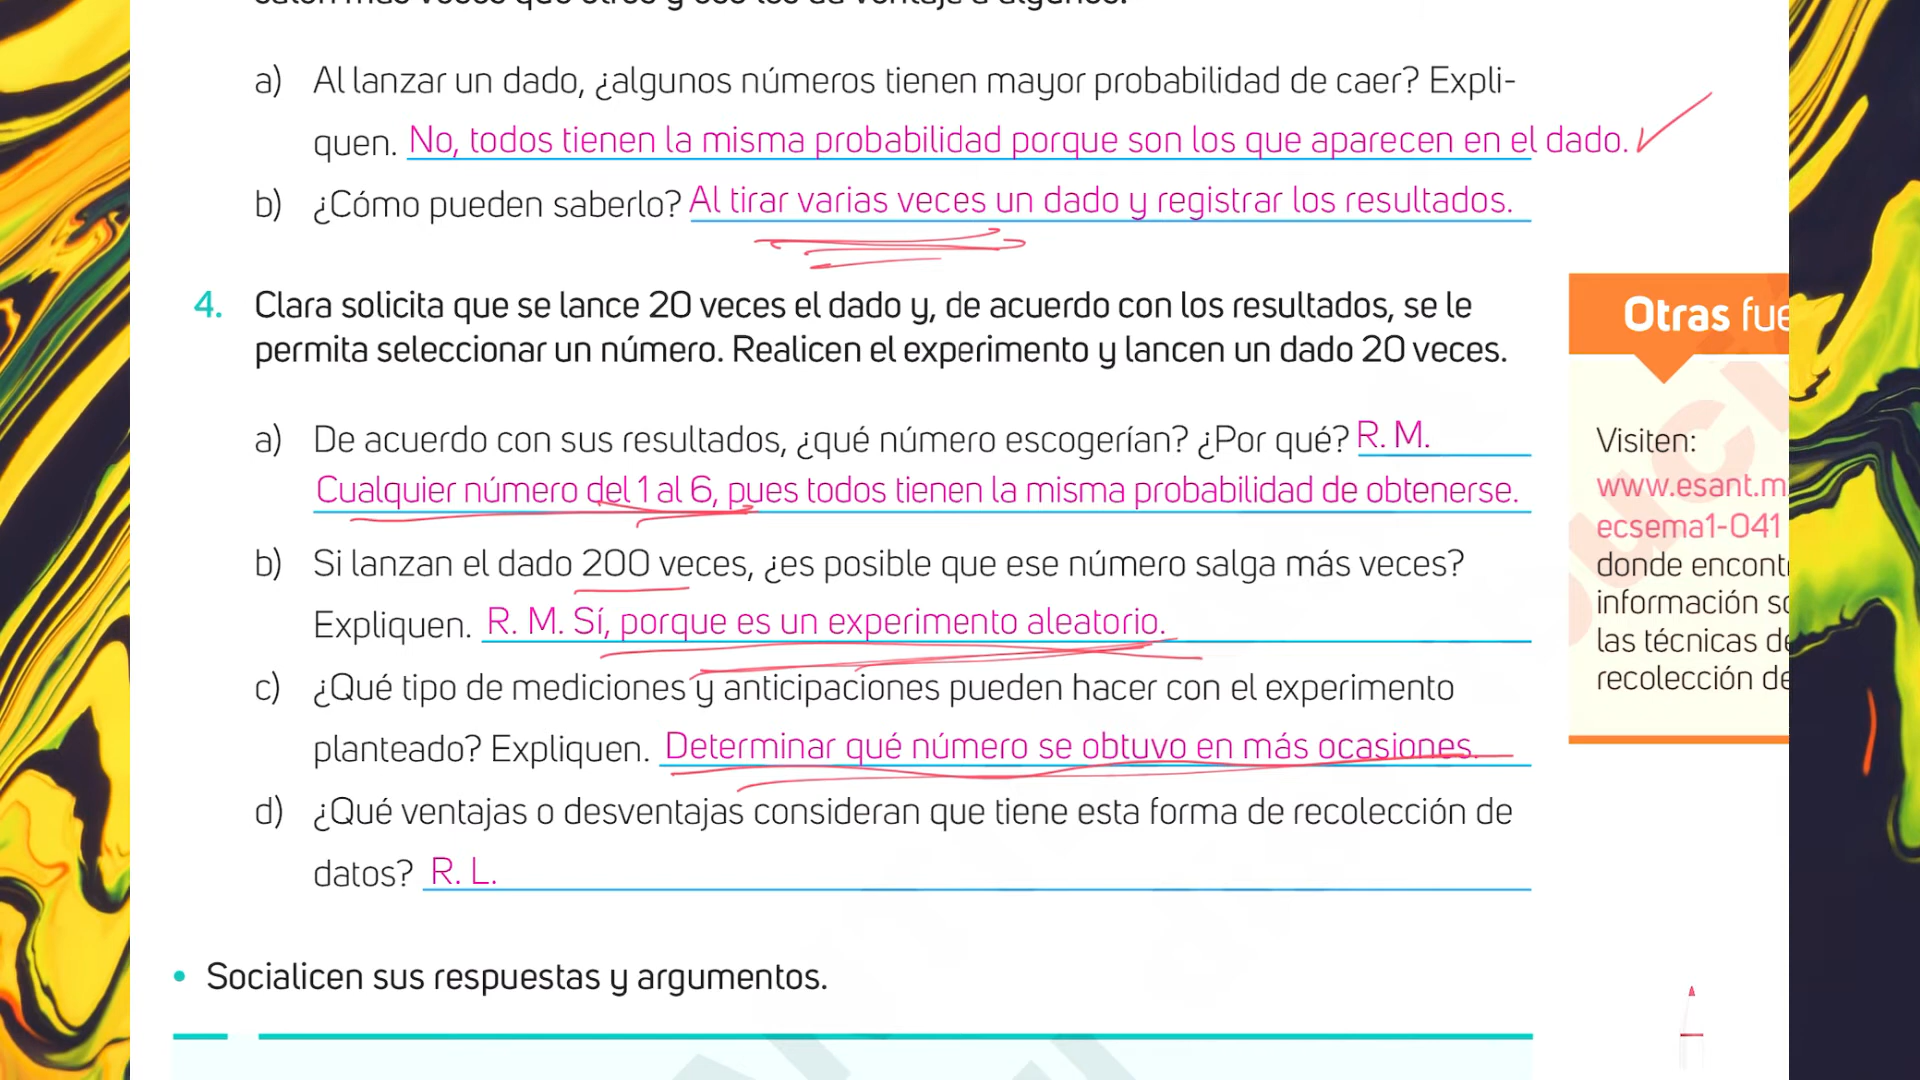 a) Al lanzar un dado, ¿algunos números tienen mayor probabilidad de caer? Expli-
quen. No, todos tienen la misma probabilidad porque son los que aparecen en el dado.
b) ¿Cómo pueden saberlo? Al tirar varias veces un dado y registrar los resultados.
4. Clara solicita que se lance 20 veces el dado y, de acuerdo con los resultados, se le
permita seleccionar un número. Realicen el experimento y lancen un dado 20 veces.
a) De acuerdo con sus resultados, ¿qué número escogerían? ¿Por qué? R. M.
Cualquier número del 1 al 6, pues todos tienen la misma probabilidad de obtenerse.
b) Si lanzan el dado 200 veces, ¿es posible que ese número salga más veces?
Expliquen. R. M. Sí, porque es un experimento aleatorio.
c) ¿Qué tipo de mediciones y anticipaciones pueden hacer con el experimento
planteado? Expliquen. Determinar qué número se obtuvo en más ocasiones.
d) ¿Qué ventajas o desventajas consideran que tiene esta forma de recolección de
datos? R. L.
• Socialicen sus respuestas y argumentos.
Otras fue
Visiten:
www.esant.m
ecsema1-041
donde encont
información so
las técnicas de
recolección de